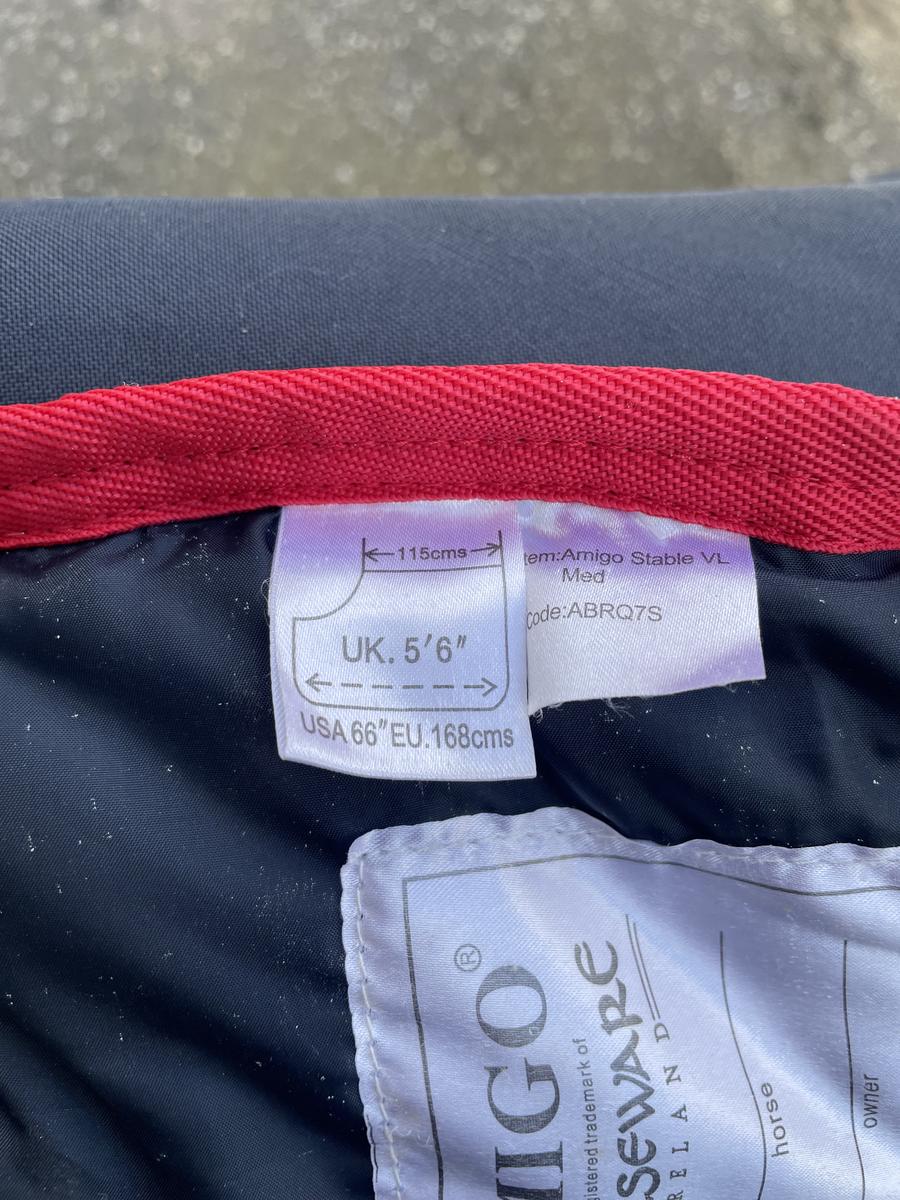 115cms
UK. 5'6"
USA 66" EU.168cms
tem:Amigo Stable VL
Med
Code:ABRQ7S
MIGO®
istered trademark of
SEWARE
RELAND
horse
owner